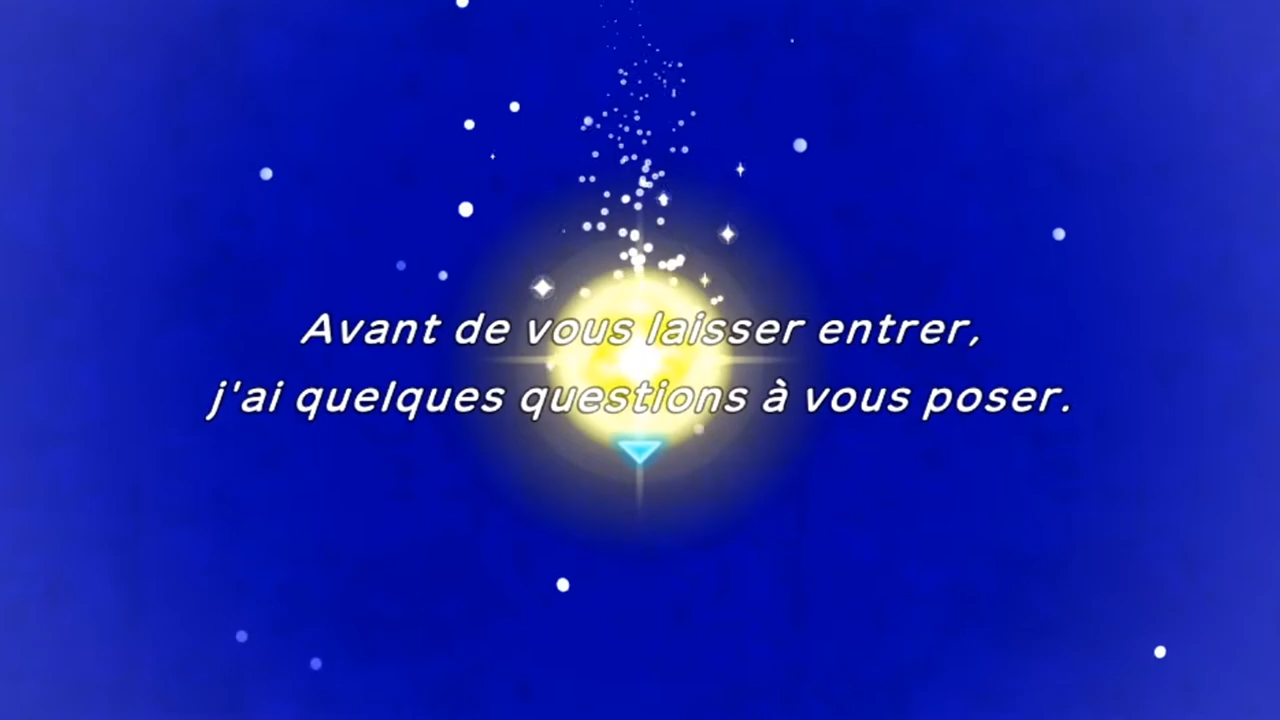 Avant de vous laisser entrer,
j'ai quelques questions à vous poser.